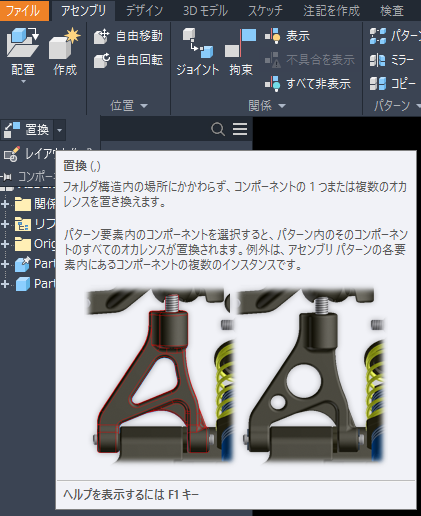 ファイル アセンブリ デザイン 3D モデル スケッチ 注記を作成 検査
配置 作成
自由移動
自由回転
位置
ジョイント 拘束
表示
不具合を表示
すべて非表示
関係
パターン
ミラー
コピー
パターン
置換
コンポ
関係
リフ
Orig
Part
Part
置換 (,)
フォルダ構造内の場所にかかわらず、コンポーネントの 1 つまたは複数のオカ
レンスを置き換えます。
パターン要素内のコンポーネントを選択すると、パターン内のそのコンポーネン
トのすべてのオカレンスが置換されます。例外は、アセンブリ パターンの各要
素内にあるコンポーネントの複数のインスタンスです。
ヘルプを表示するには F1 キー